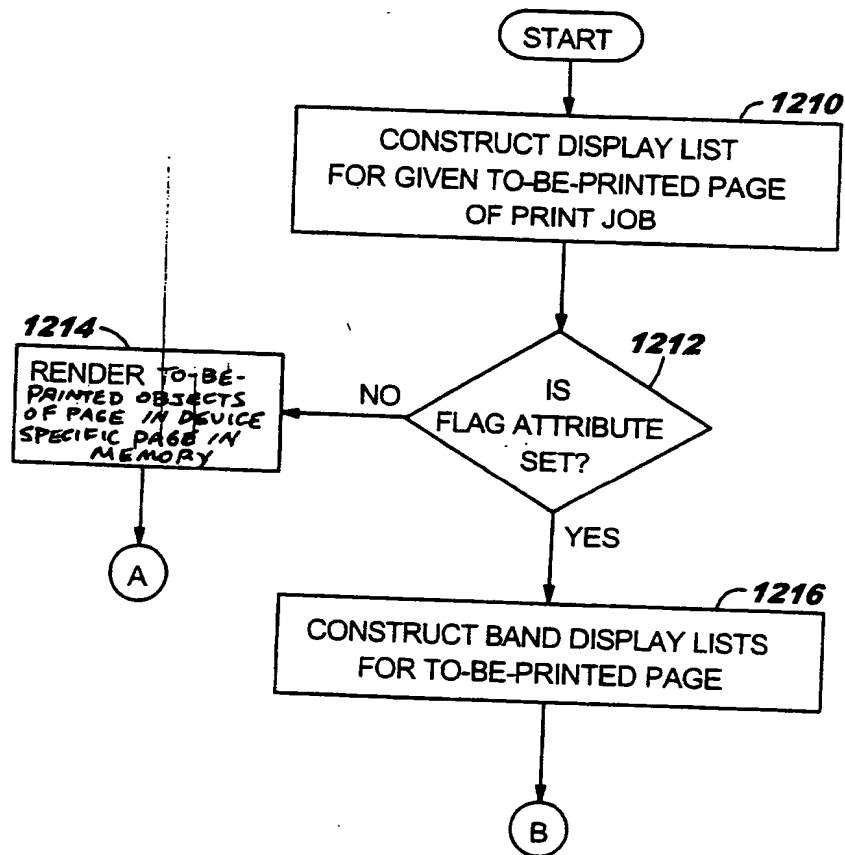 START
1210
CONSTRUCT DISPLAY LIST
FOR GIVEN TO-BE-PRINTED PAGE
OF PRINT JOB
1212
IS
FLAG ATTRIBUTE
SET?
NO
1214
RENDER TO-BE-
PRINTED OBJECTS
OF PAGE IN DEVICE
SPECIFIC PAGE IN
MEMORY
A
YES
1216
CONSTRUCT BAND DISPLAY LISTS
FOR TO-BE-PRINTED PAGE
B